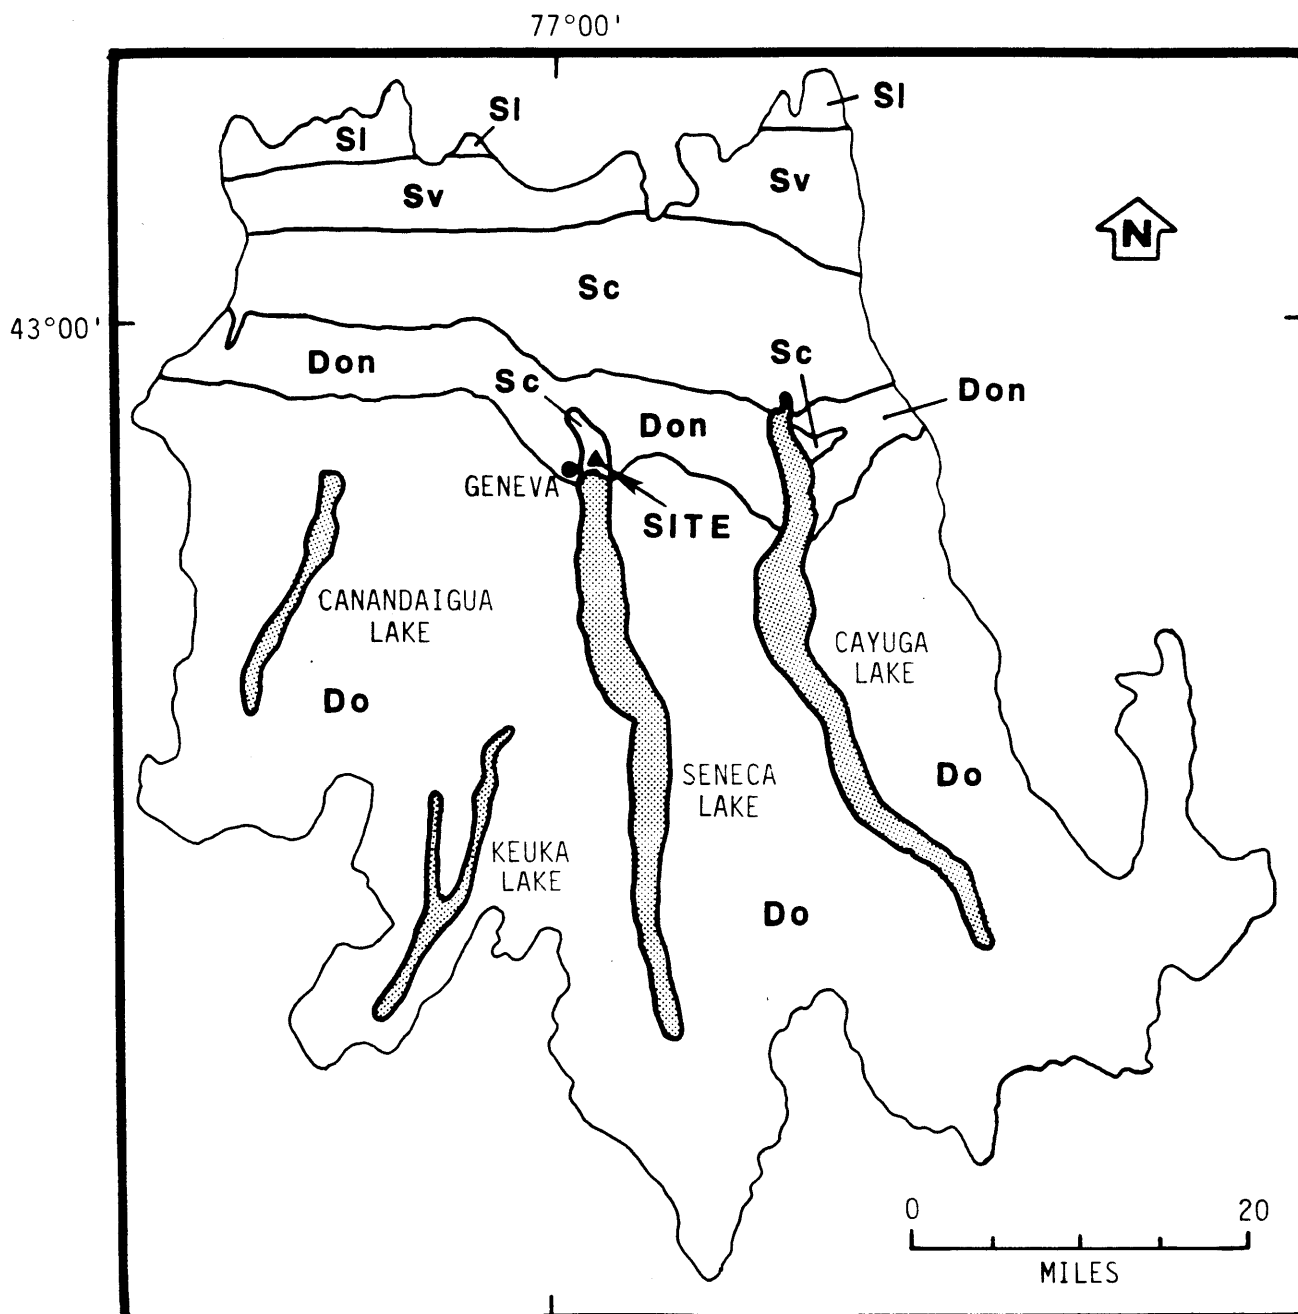 77°00'
Sl
Sl
Sl
Sv
Sv
N
Sc
43°00'
Don
Sc
Sc
Don
Don
GENEVA
SITE
CANANDAIGUA
LAKE
CAYUGA
LAKE
Do
SENECA
LAKE
Do
KEUKA
LAKE
Do
0
20
MILES